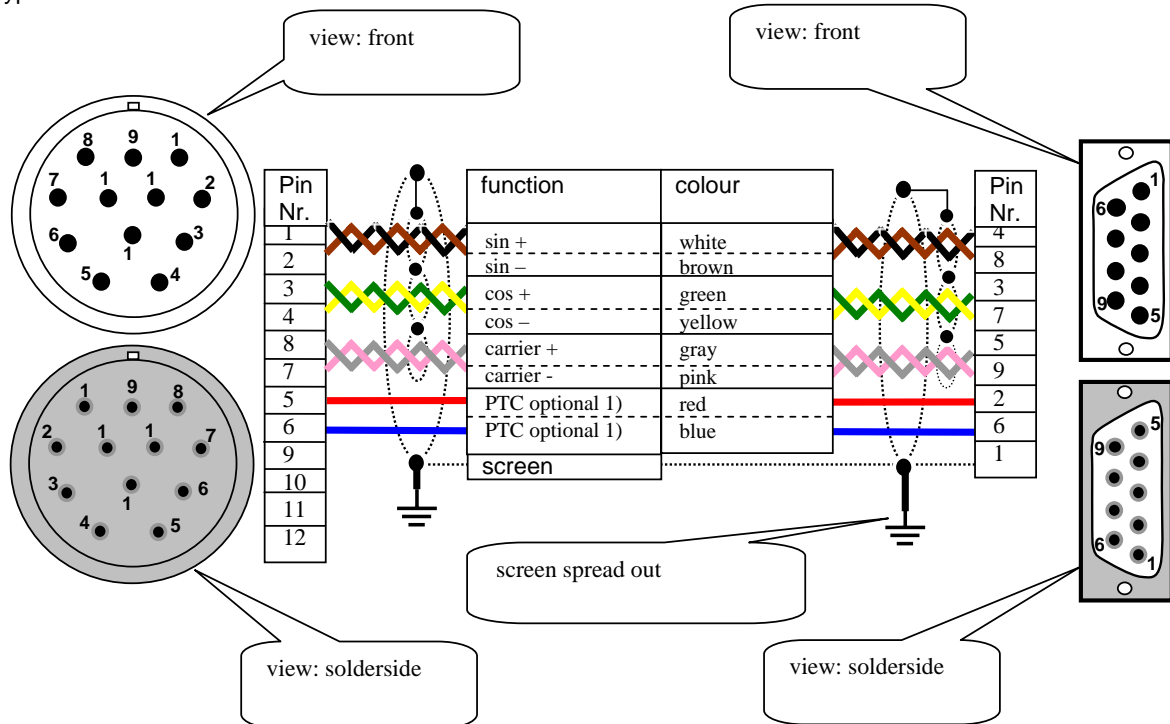 yp
view: front
view: front
8 9 1
7 1 1 2
6 1 3
5 4
1 9 8
2 1 1 7
3 1 6
4 5
Pin Nr.
1
2
3
4
8
7
5
6
9
10
11
12
function colour
sin + white
sin – brown
cos + green
cos – yellow
carrier + gray
carrier - pink
PTC optional 1) red
PTC optional 1) blue
screen
Pin Nr.
4
8
3
7
5
9
2
6
1
1
6
9
5
5
9
6
1
screen spread out
view: solderside
view: solderside